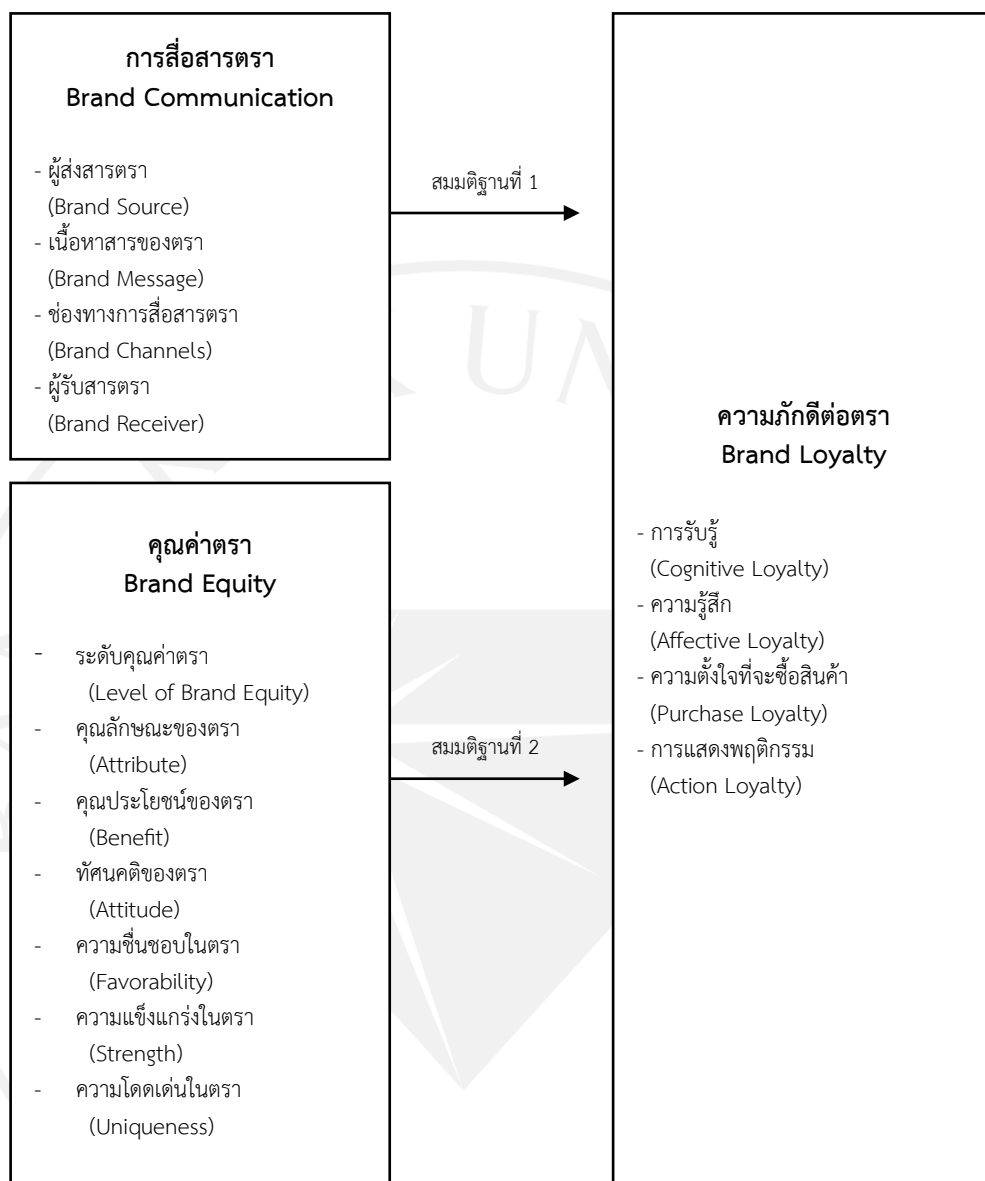 การสื่อสารตรา
Brand Communication
- ผู้ส่งสารตรา
(Brand Source)
- เนื้อหาสารของตรา
(Brand Message)
- ช่องทางการสื่อสารตรา
(Brand Channels)
- ผู้รับสารตรา
(Brand Receiver)
สมมติฐานที่ 1
คุณค่าตรา
Brand Equity
- ระดับคุณค่าตรา
(Level of Brand Equity)
- คุณลักษณะของตรา
(Attribute)
- คุณประโยชน์ของตรา
(Benefit)
- ทัศนคติของตรา
(Attitude)
- ความชื่นชอบในตรา
(Favorability)
- ความแข็งแกร่งในตรา
(Strength)
- ความโดดเด่นในตรา
(Uniqueness)
สมมติฐานที่ 2
ความภักดีต่อตรา
Brand Loyalty
- การรับรู้
(Cognitive Loyalty)
- ความรู้สึก
(Affective Loyalty)
- ความตั้งใจที่จะซื้อสินค้า
(Purchase Loyalty)
- การแสดงพฤติกรรม
(Action Loyalty)